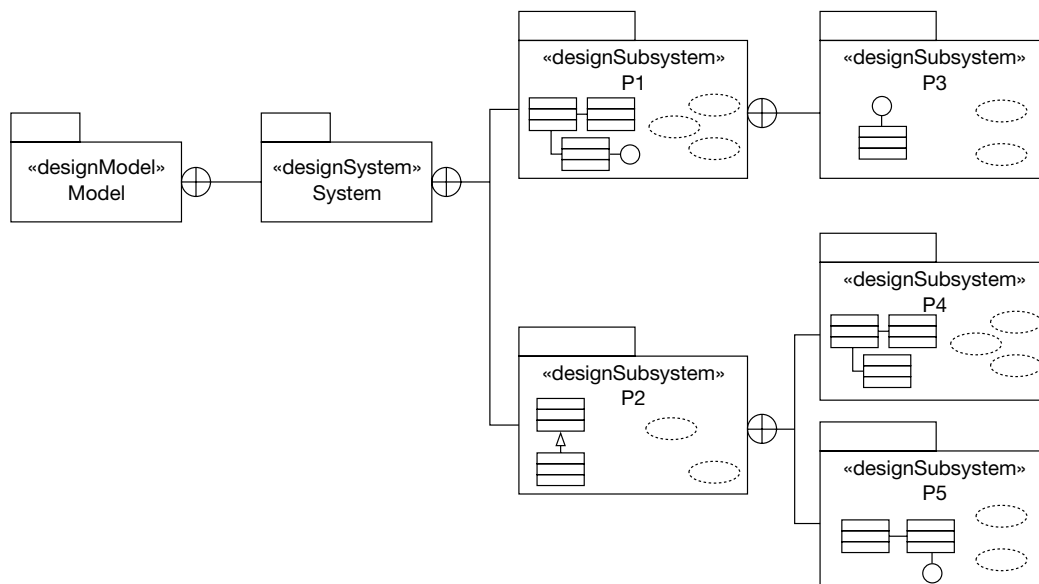 «designModel»
Model
«designSystem»
System
«designSubsystem»
P1
«designSubsystem»
P3
«designSubsystem»
P2
«designSubsystem»
P4
«designSubsystem»
P5